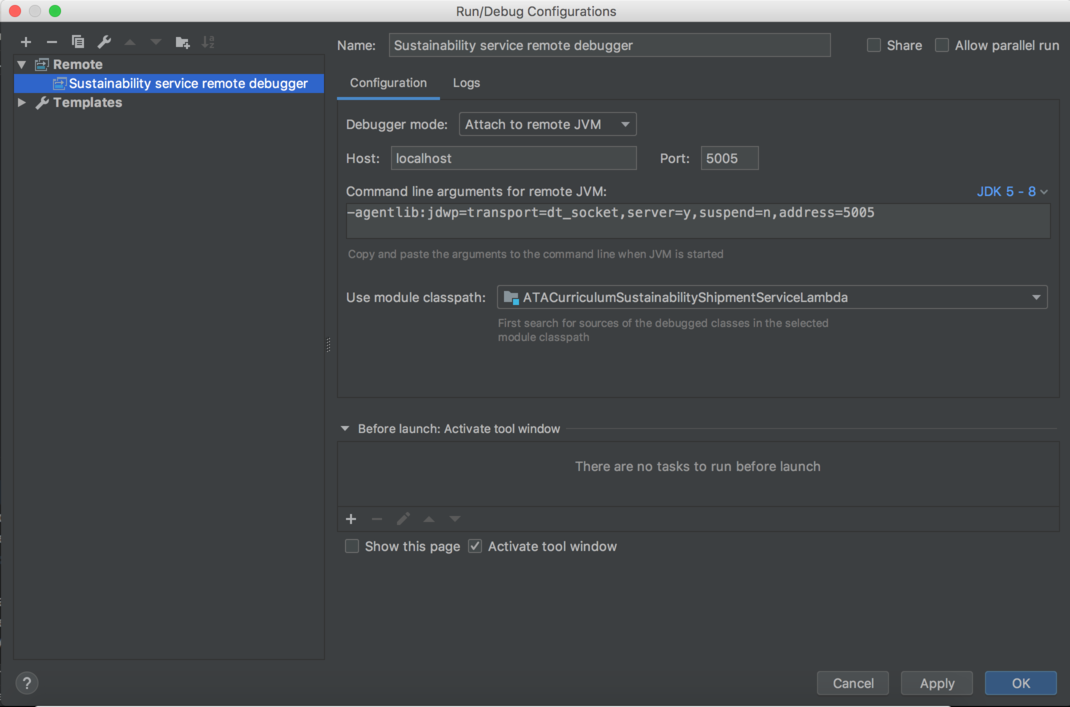 Run/Debug Configurations
Remote
Sustainability service remote debugger
Templates
Name: Sustainability service remote debugger
Share
Allow parallel run
Configuration
Logs
Debugger mode: Attach to remote JVM
Host: localhost
Port: 5005
Command line arguments for remote JVM:
JDK 5 - 8
-agentlib:jdwp=transport=dt_socket,server=y,suspend=n,address=5005
Copy and paste the arguments to the command line when JVM is started
Use module classpath: ATACurriculumSustainabilityShipmentServiceLambda
First search for sources of the debugged classes in the selected
module classpath
Before launch: Activate tool window
There are no tasks to run before launch
Show this page
Activate tool window
?
Cancel
Apply
OK